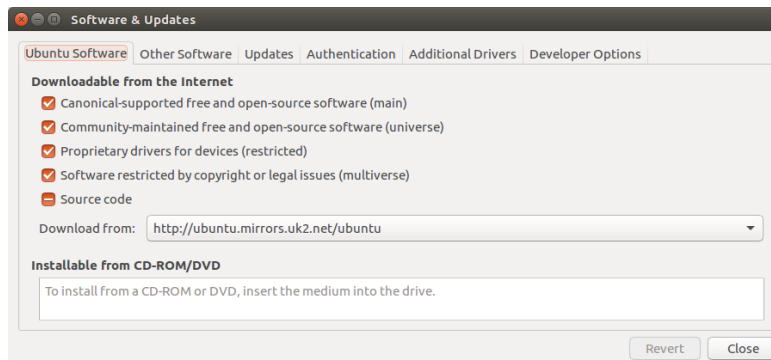 Software & Updates
Ubuntu Software Other Software Updates Authentication Additional Drivers Developer Options
Downloadable from the Internet
Canonical-supported free and open-source software (main)
Community-maintained free and open-source software (universe)
Proprietary drivers for devices (restricted)
Software restricted by copyright or legal issues (multiverse)
Source code
Download from: http://ubuntu.mirrors.uk2.net/ubuntu
Installable from CD-ROM/DVD
To install from a CD-ROM or DVD, insert the medium into the drive.
Revert Close